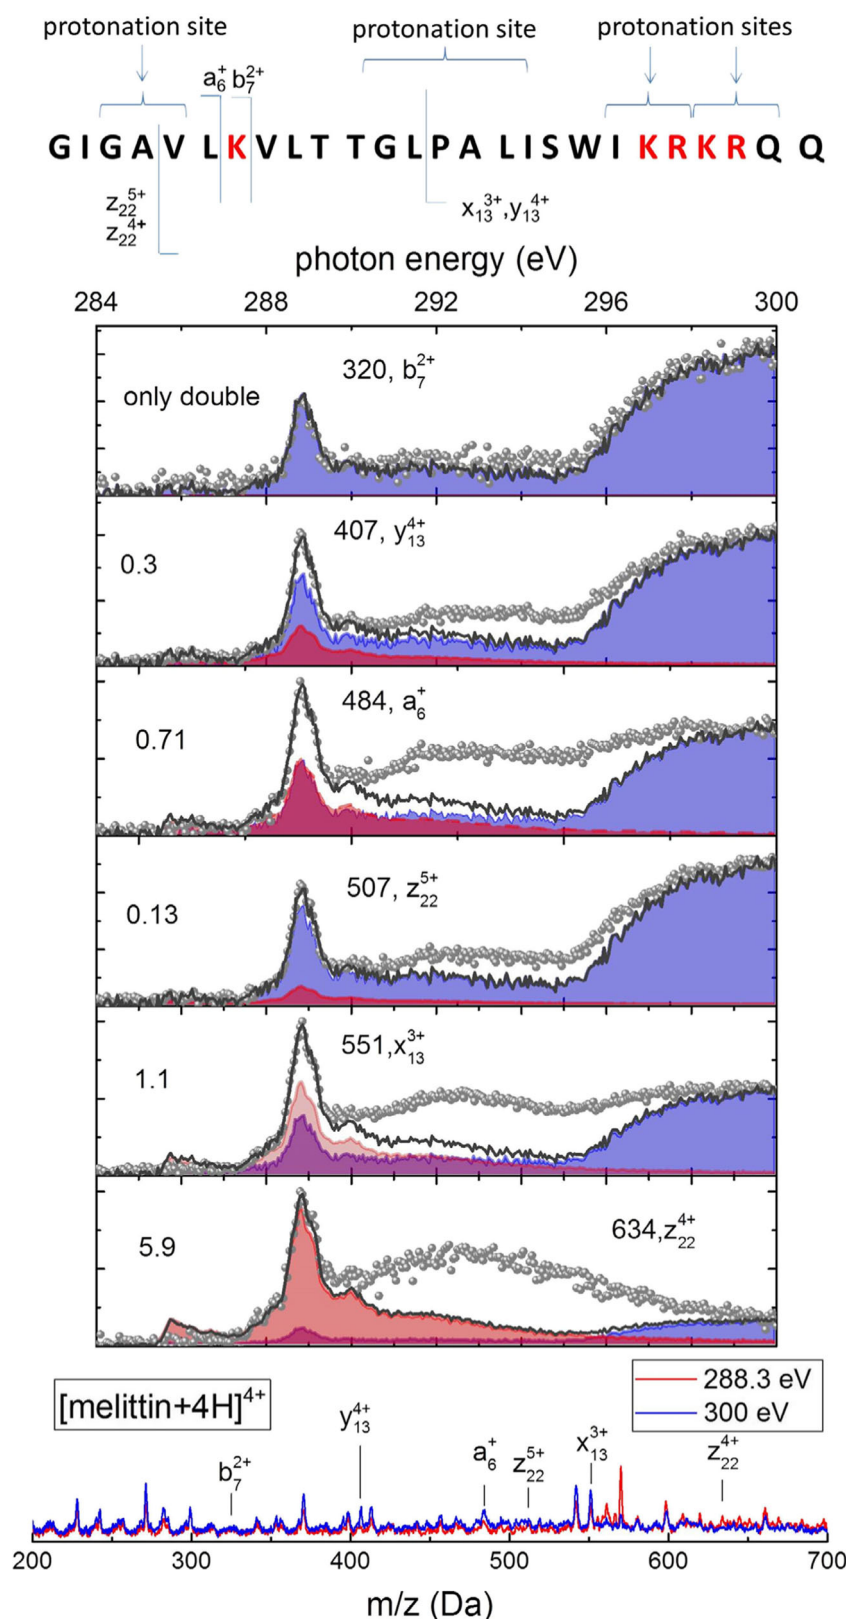 protonation site protonation site protonation sites
a₆⁺ b₇²⁺
G I G A V L K V L T T G L P A L I S W I K R K R Q Q
z₂₂⁵⁺
z₂₂⁴⁺
x₁₃³⁺,y₁₃⁴⁺
photon energy (eV)
284 288 292 296 300
only double 320, b₇²⁺
0.3 407, y₁₃⁴⁺
0.71 484, a₆⁺
0.13 507, z₂₂⁵⁺
1.1 551,x₁₃³⁺
5.9 634,z₂₂⁴⁺
[melittin+4H]⁴⁺
288.3 eV
300 eV
b₇²⁺ y₁₃⁴⁺ a₆⁺ z₂₂⁵⁺ x₁₃³⁺ z₂₂⁴⁺
200 300 400 500 600 700
m/z (Da)